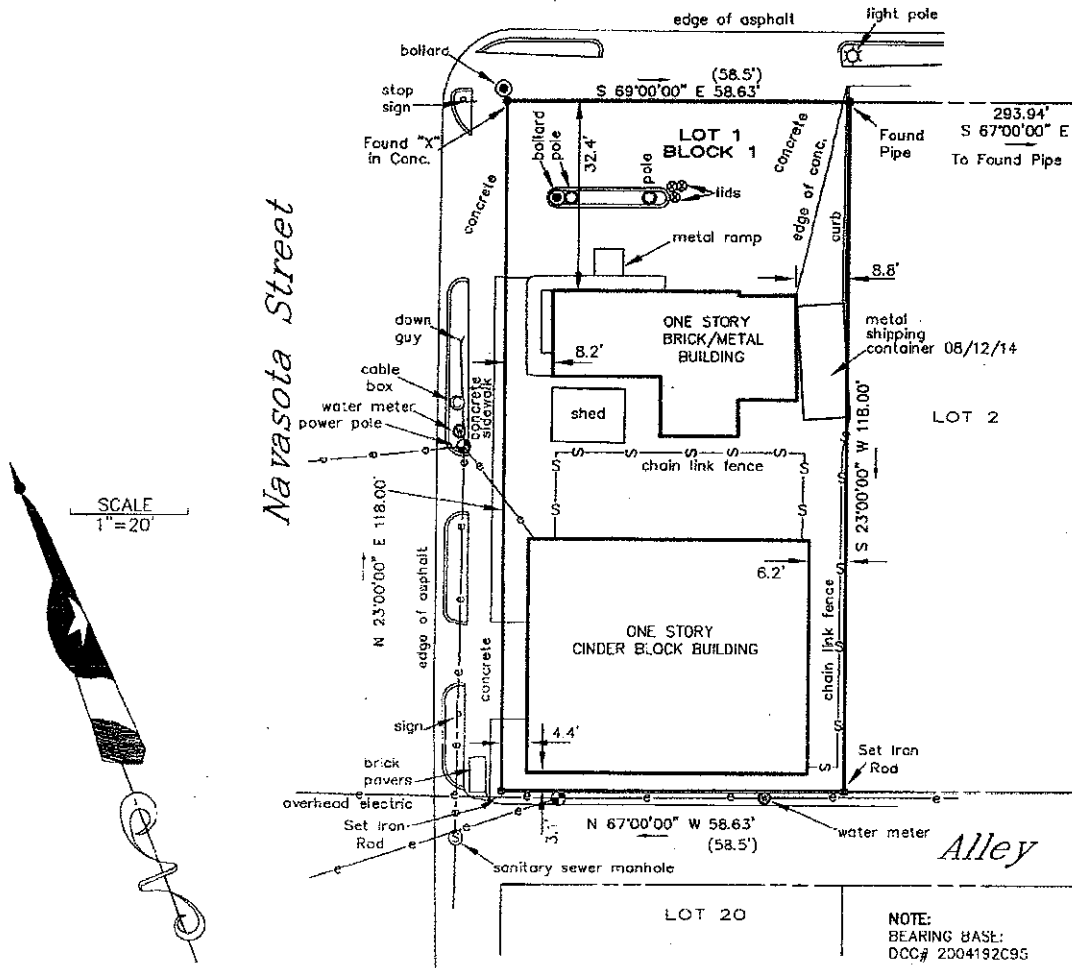 edge of asphalt
light pole
bollard
(58.5')
S 69°00'00" E 58.63'
stop
sign
293.94'
S 67°00'00" E
To Found Pipe
Found "X"
in Conc.
LOT 1
BLOCK 1
concrete
Found
Pipe
32.4'
bollard
pole
pole
lids
concrete
edge of conc.
curb
metal ramp
Navasota Street
8.8'
ONE STORY
BRICK/METAL
BUILDING
metal
shipping
container 08/12/14
down
guy
8.2'
cable
box
water meter
power pole
concrete
sidewalk
shed
LOT 2
chain link fence
SCALE
1"=20'
N 23°00'00" E 118.00'
S 23°00'00" W 118.00'
edge of asphalt
6.2'
ONE STORY
CINDER BLOCK BUILDING
chain link fence
concrete
sign
4.4'
brick
pavers
Set Iron
Rod
overhead electric
Set Iron
Rod
N 67°00'00" W 58.63'
(58.5')
water meter
Alley
sanitary sewer manhole
LOT 20
NOTE:
BEARING BASE: